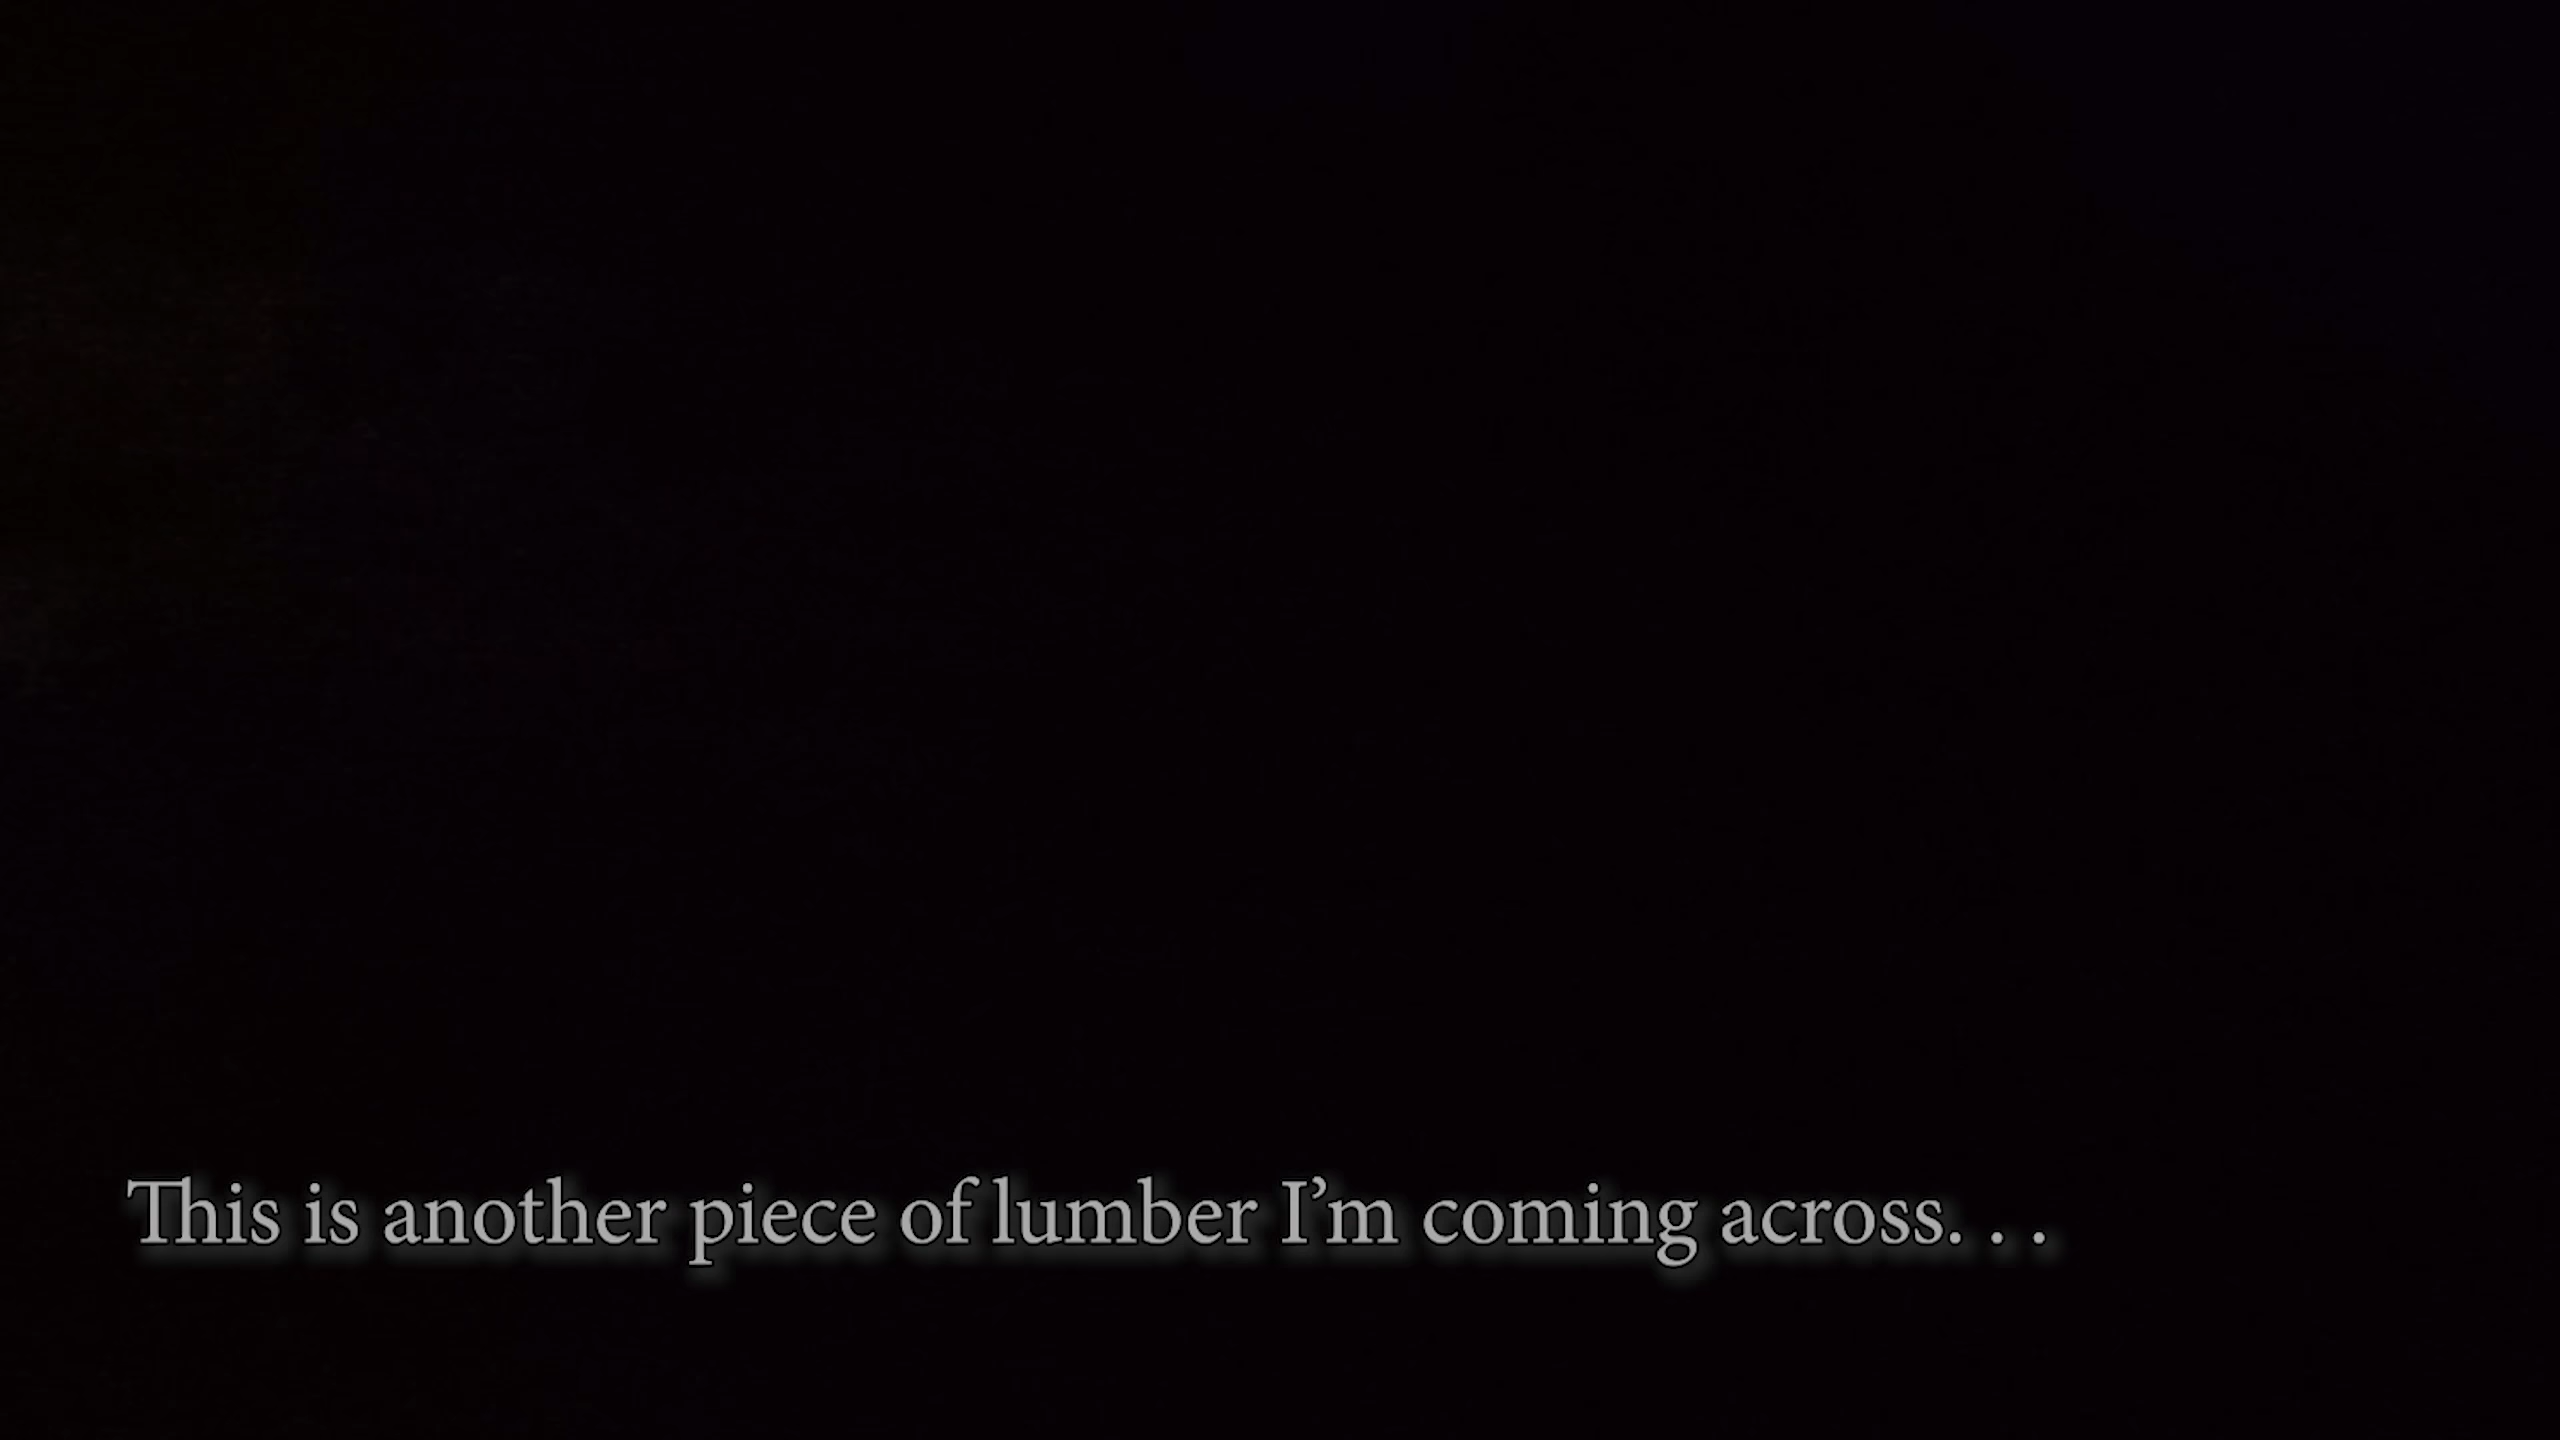 This is another piece of lumber I’m coming across. . .